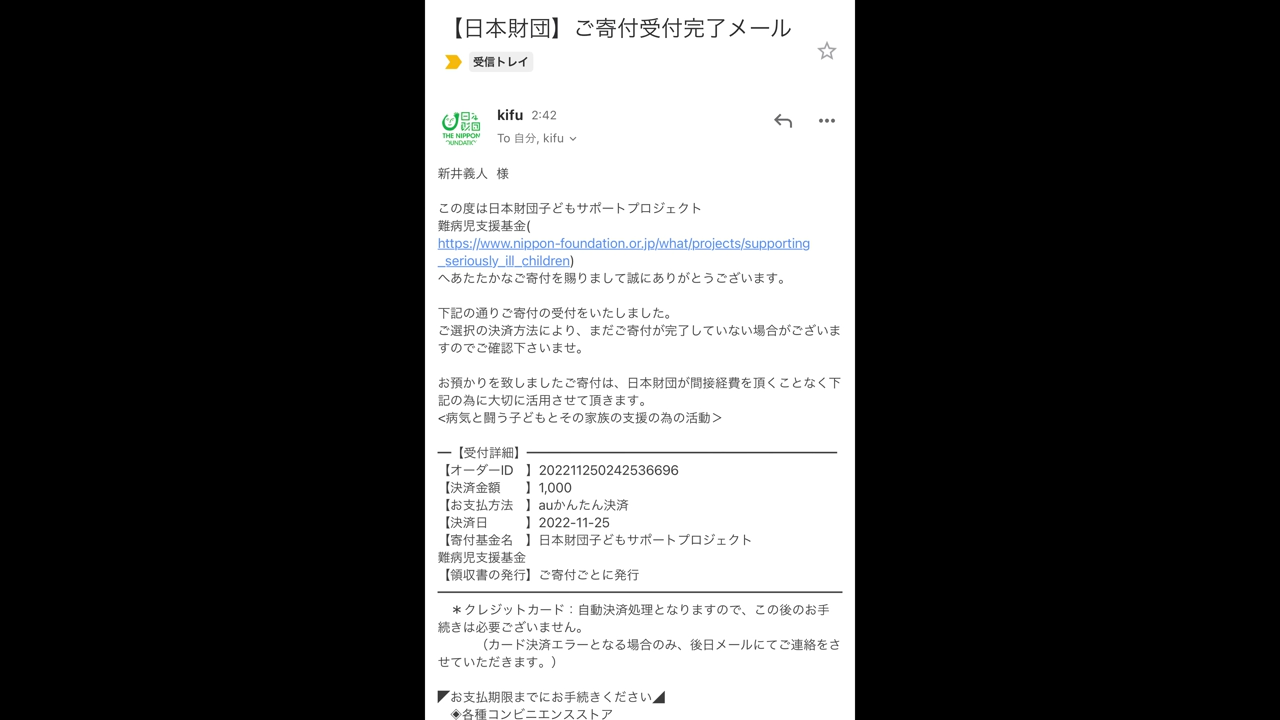 【日本財団】ご寄付受付完了メール
受信トレイ
kifu 2:42
To 自分, kifu
THE NIPPON
新井義人 様
この度は日本財団子どもサポートプロジェクト
難病児支援基金(
https://www.nippon-foundation.or.jp/what/projects/supporting
_seriously_ill_children)
へあたたかなご寄付を賜りまして誠にありがとうございます。
下記の通りご寄付の受付をいたしました。
ご選択の決済方法により、まだご寄付が完了していない場合がございま
すのでご確認下さいませ。
お預かりを致しましたご寄付は、日本財団が間接経費を頂くことなく下
記の為に大切に活用させて頂きます。
<病気と闘う子どもとその家族の支援の為の活動＞
━【受付詳細】━━━━━━━━━━━━━━━━━━━━━━━━━
【オーダーID　】202211250242536696
【決済金額　　】1,000
【お支払方法　】auかんたん決済
【決済日　　　】2022-11-25
【寄付基金名　】日本財団子どもサポートプロジェクト
難病児支援基金
【領収書の発行】ご寄付ごとに発行
━━━━━━━━━━━━━━━━━━━━━━━━━━━━━━━━━
＊クレジットカード：自動決済処理となりますので、この後のお手
続きは必要ございません。
（カード決済エラーとなる場合のみ、後日メールにてご連絡をさ
せていただきます。）
◤お支払期限までにお手続きください◢
◈各種コンビニエンスストア